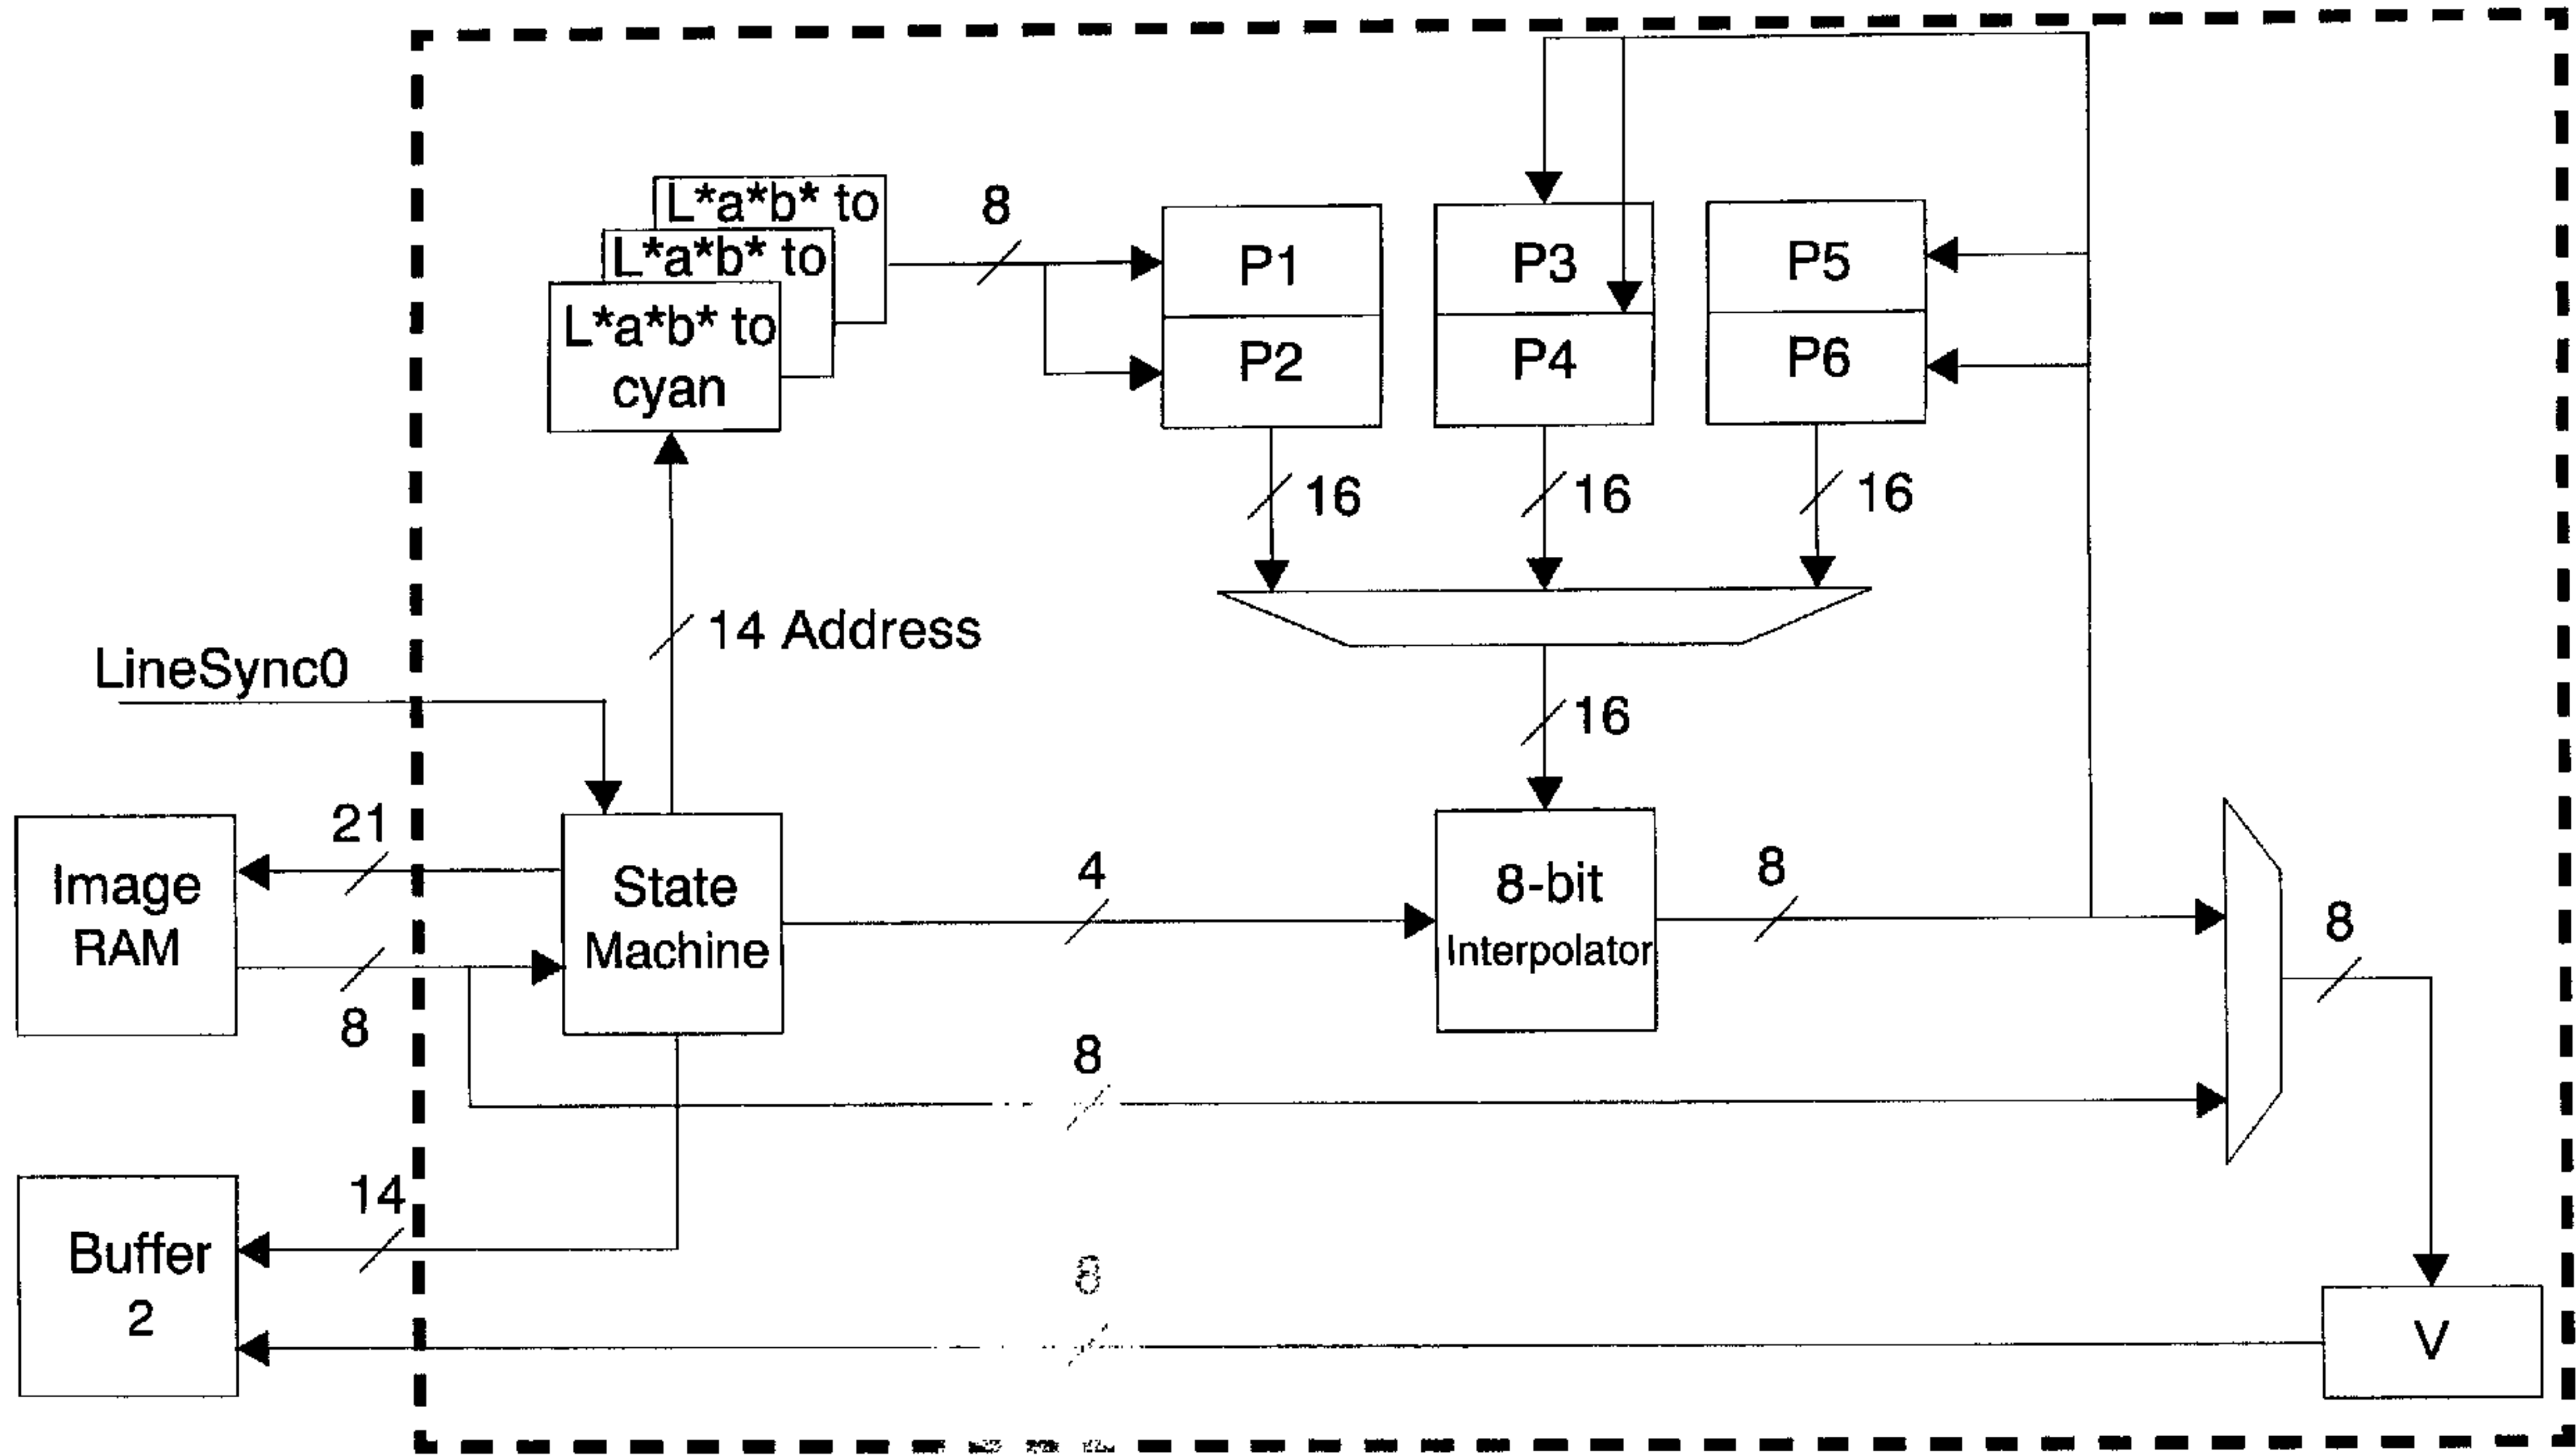 L*a*b* to
L*a*b* to
L*a*b* to
cyan
8
P1
P2
P3
P4
P5
P6
16
16
16
14 Address
LineSync0
16
Image
RAM
21
8
State
Machine
4
8-bit
Interpolator
8
8
8
Buffer
2
14
8
V